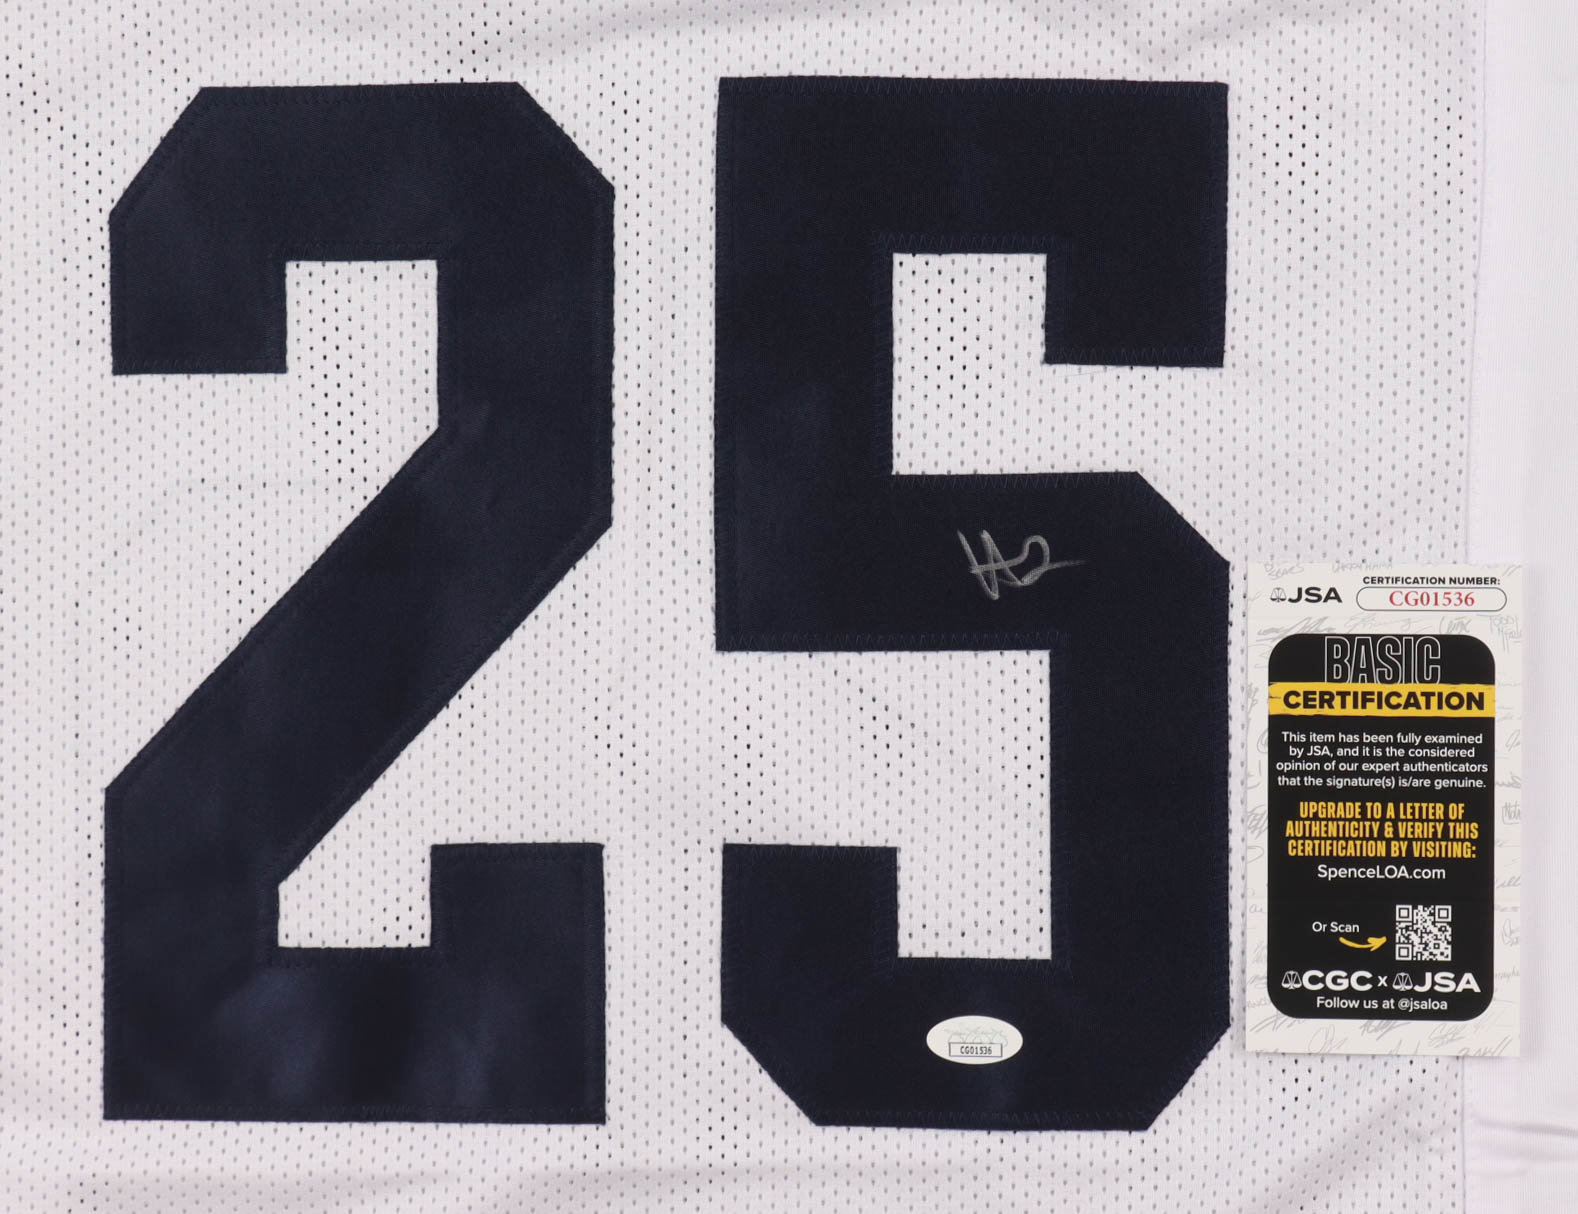 25
JSA
CERTIFICATION NUMBER:
CG01536
BASIC
CERTIFICATION
This item has been fully examined
by JSA, and it is the considered
opinion of our expert authenticators
that the signature(s) is/are genuine.
UPGRADE TO A LETTER OF
AUTHENTICITY & VERIFY THIS
CERTIFICATION BY VISITING:
SpenceLOA.com
Or Scan
CGC x JSA
Follow us at @jsaloa
CG01536